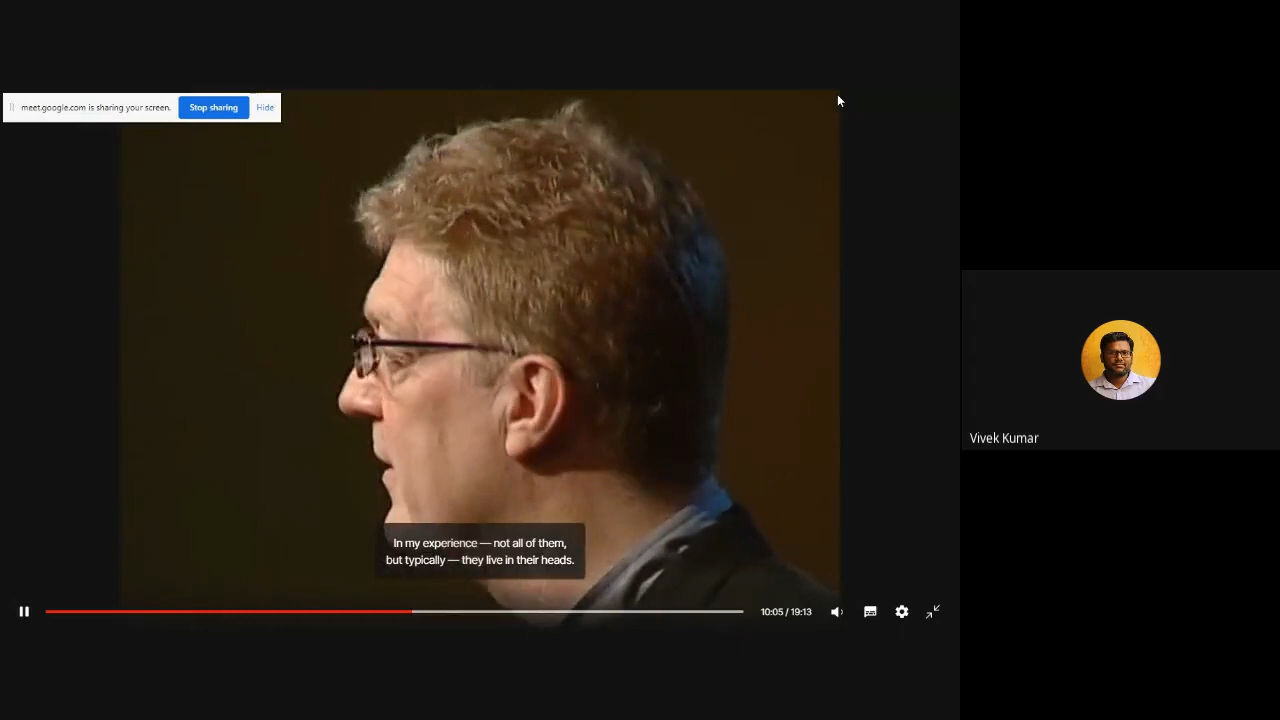 meet.google.com is sharing your screen. Stop sharing Hide
In my experience — not all of them,
but typically — they live in their heads.
10:05 / 19:13
Vivek Kumar